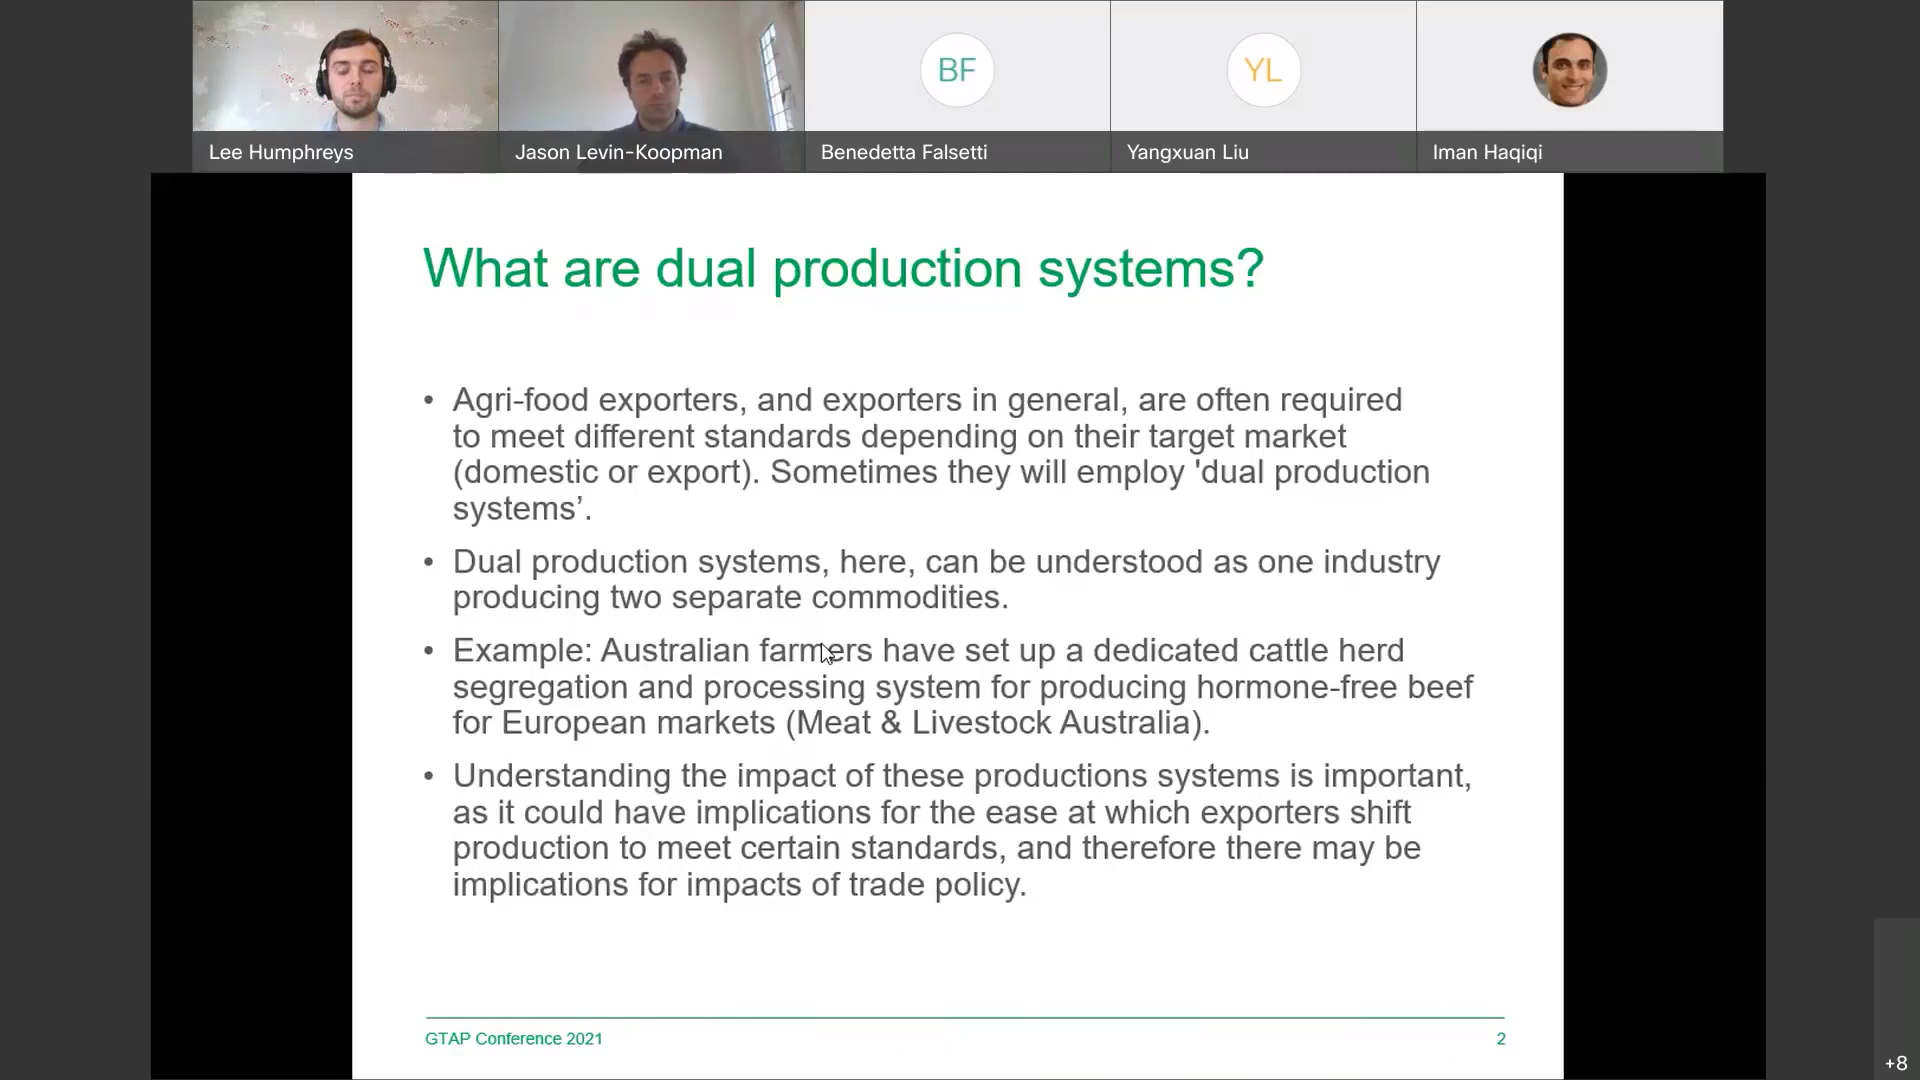 BF
YL
Lee Humphreys
Jason Levin-Koopman
Benedetta Falsetti
Yangxuan Liu
Iman Haqiqi
What are dual production systems?
• Agri-food exporters, and exporters in general, are often required
to meet different standards depending on their target market
(domestic or export). Sometimes they will employ 'dual production
systems’.
• Dual production systems, here, can be understood as one industry
producing two separate commodities.
• Example: Australian farmers have set up a dedicated cattle herd
segregation and processing system for producing hormone-free beef
for European markets (Meat & Livestock Australia).
• Understanding the impact of these productions systems is important,
as it could have implications for the ease at which exporters shift
production to meet certain standards, and therefore there may be
implications for impacts of trade policy.
GTAP Conference 2021
2
+8